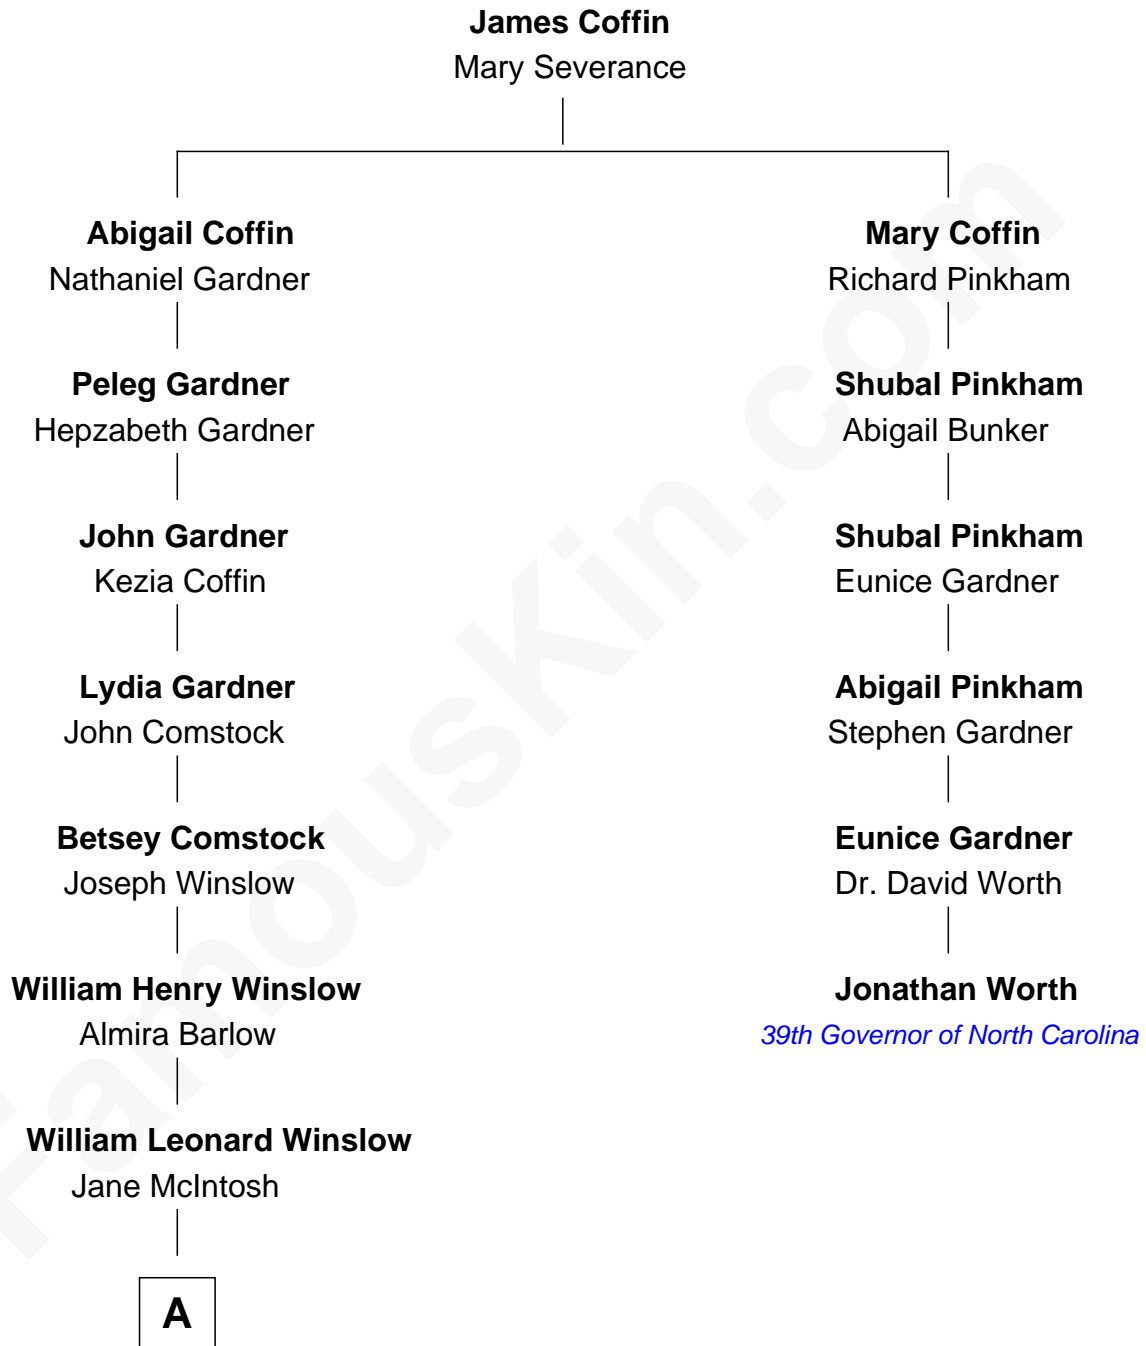 James Coffin
Mary Severance
Abigail Coffin
Nathaniel Gardner
Mary Coffin
Richard Pinkham
Peleg Gardner
Hepzabeth Gardner
Shubal Pinkham
Abigail Bunker
John Gardner
Kezia Coffin
Shubal Pinkham
Eunice Gardner
Lydia Gardner
John Comstock
Abigail Pinkham
Stephen Gardner
Betsey Comstock
Joseph Winslow
Eunice Gardner
Dr. David Worth
William Henry Winslow
Almira Barlow
Jonathan Worth
39th Governor of North Carolina
William Leonard Winslow
Jane McIntosh
A
FamousKin.com